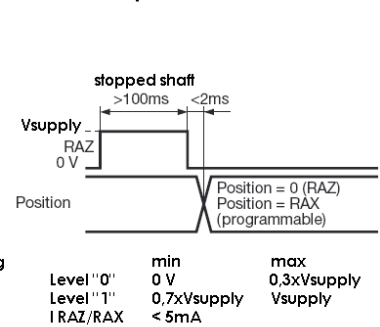 stopped shaft
>100ms <2ms
Vsupply
RAZ
0 V
Position
Position = 0 (RAZ)
Position = RAX
(programmable)
g min max
Level "0" 0 V 0,3xVsupply
Level "1" 0,7xVsupply Vsupply
I RAZ/RAX < 5mA